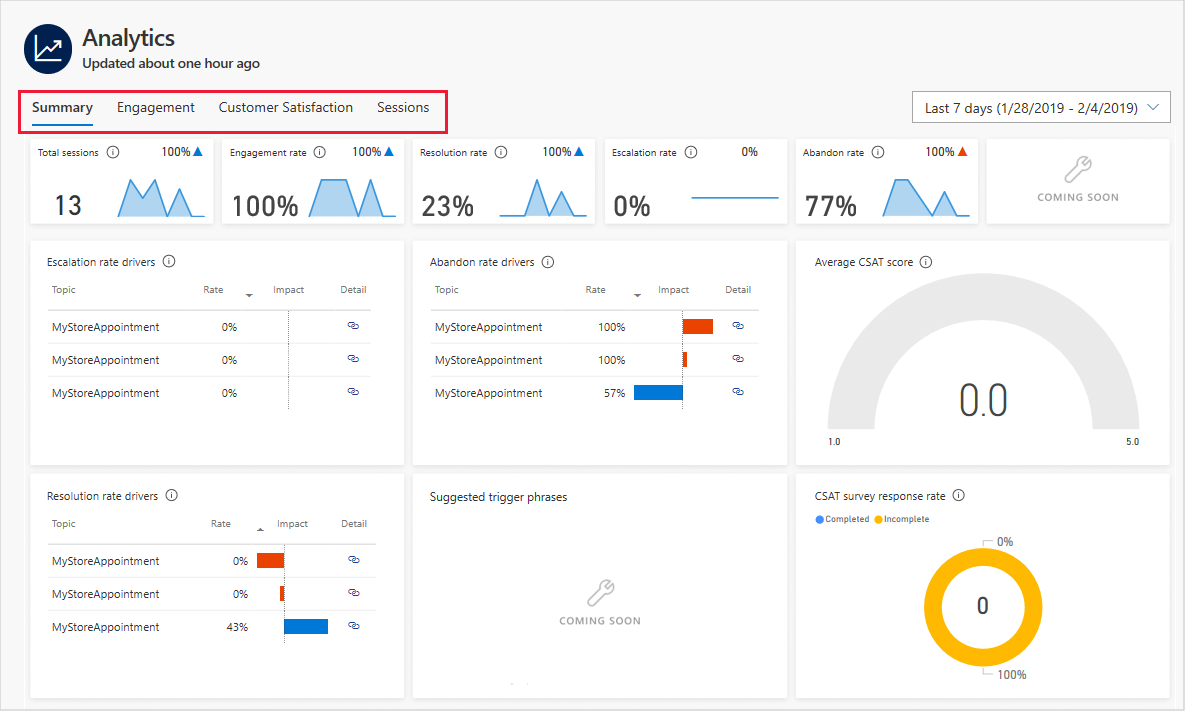 Analytics
Updated about one hour ago
Summary Engagement Customer Satisfaction Sessions
Last 7 days (1/28/2019 - 2/4/2019)
Total sessions 100%
13
Engagement rate 100%
100%
Resolution rate 100%
23%
Escalation rate 0%
0%
Abandon rate 100%
77%
COMING SOON
Escalation rate drivers
Topic Rate Impact Detail
MyStoreAppointment 0%
MyStoreAppointment 0%
MyStoreAppointment 0%
Abandon rate drivers
Topic Rate Impact Detail
MyStoreAppointment 100%
MyStoreAppointment 100%
MyStoreAppointment 57%
Average CSAT score
0.0
1.0 5.0
Resolution rate drivers
Topic Rate Impact Detail
MyStoreAppointment 0%
MyStoreAppointment 0%
MyStoreAppointment 43%
Suggested trigger phrases
COMING SOON
CSAT survey response rate
Completed Incomplete
0%
0
100%